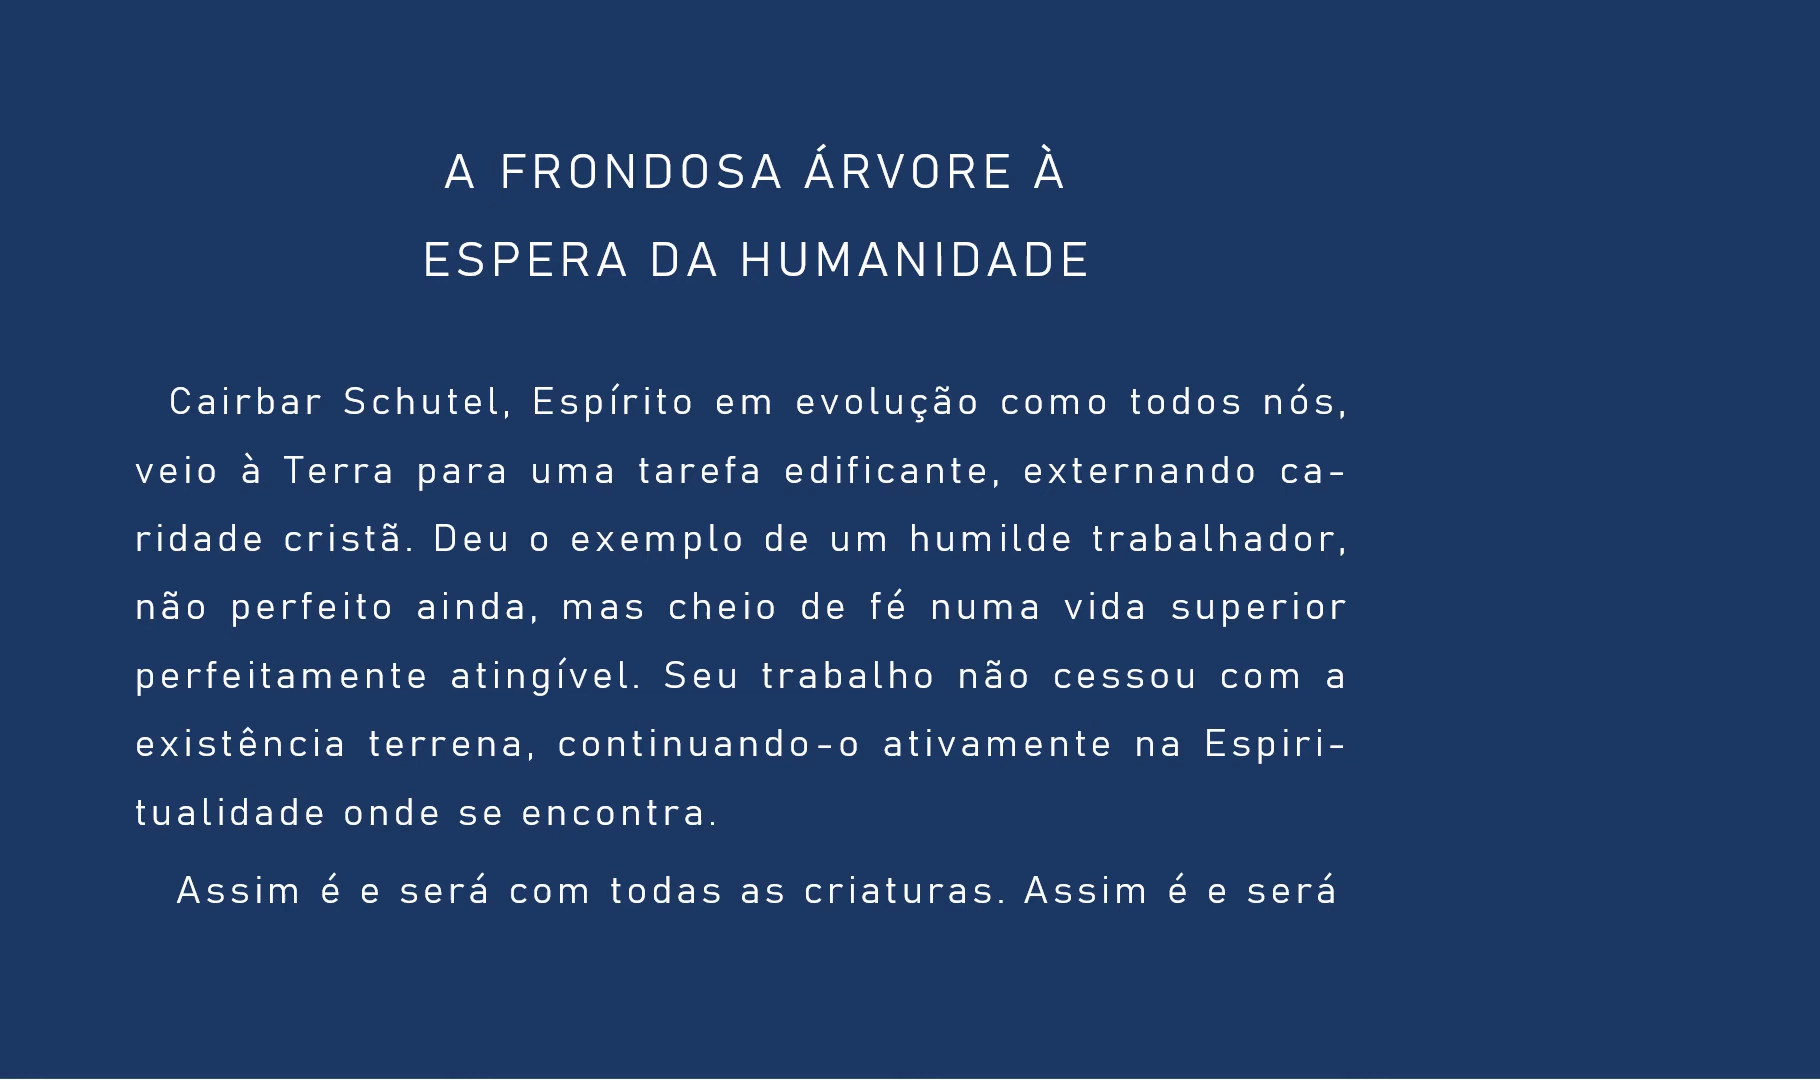 A FRONDOSA ÁRVORE À
ESPERA DA HUMANIDADE
Cairbar Schutel, Espírito em evolução como todos nós,
veio à Terra para uma tarefa edificante, externando ca-
ridade cristã. Deu o exemplo de um humilde trabalhador,
não perfeito ainda, mas cheio de fé numa vida superior
perfeitamente atingível. Seu trabalho não cessou com a
existência terrena, continuando-o ativamente na Espiri-
tualidade onde se encontra.
Assim é e será com todas as criaturas. Assim é e será